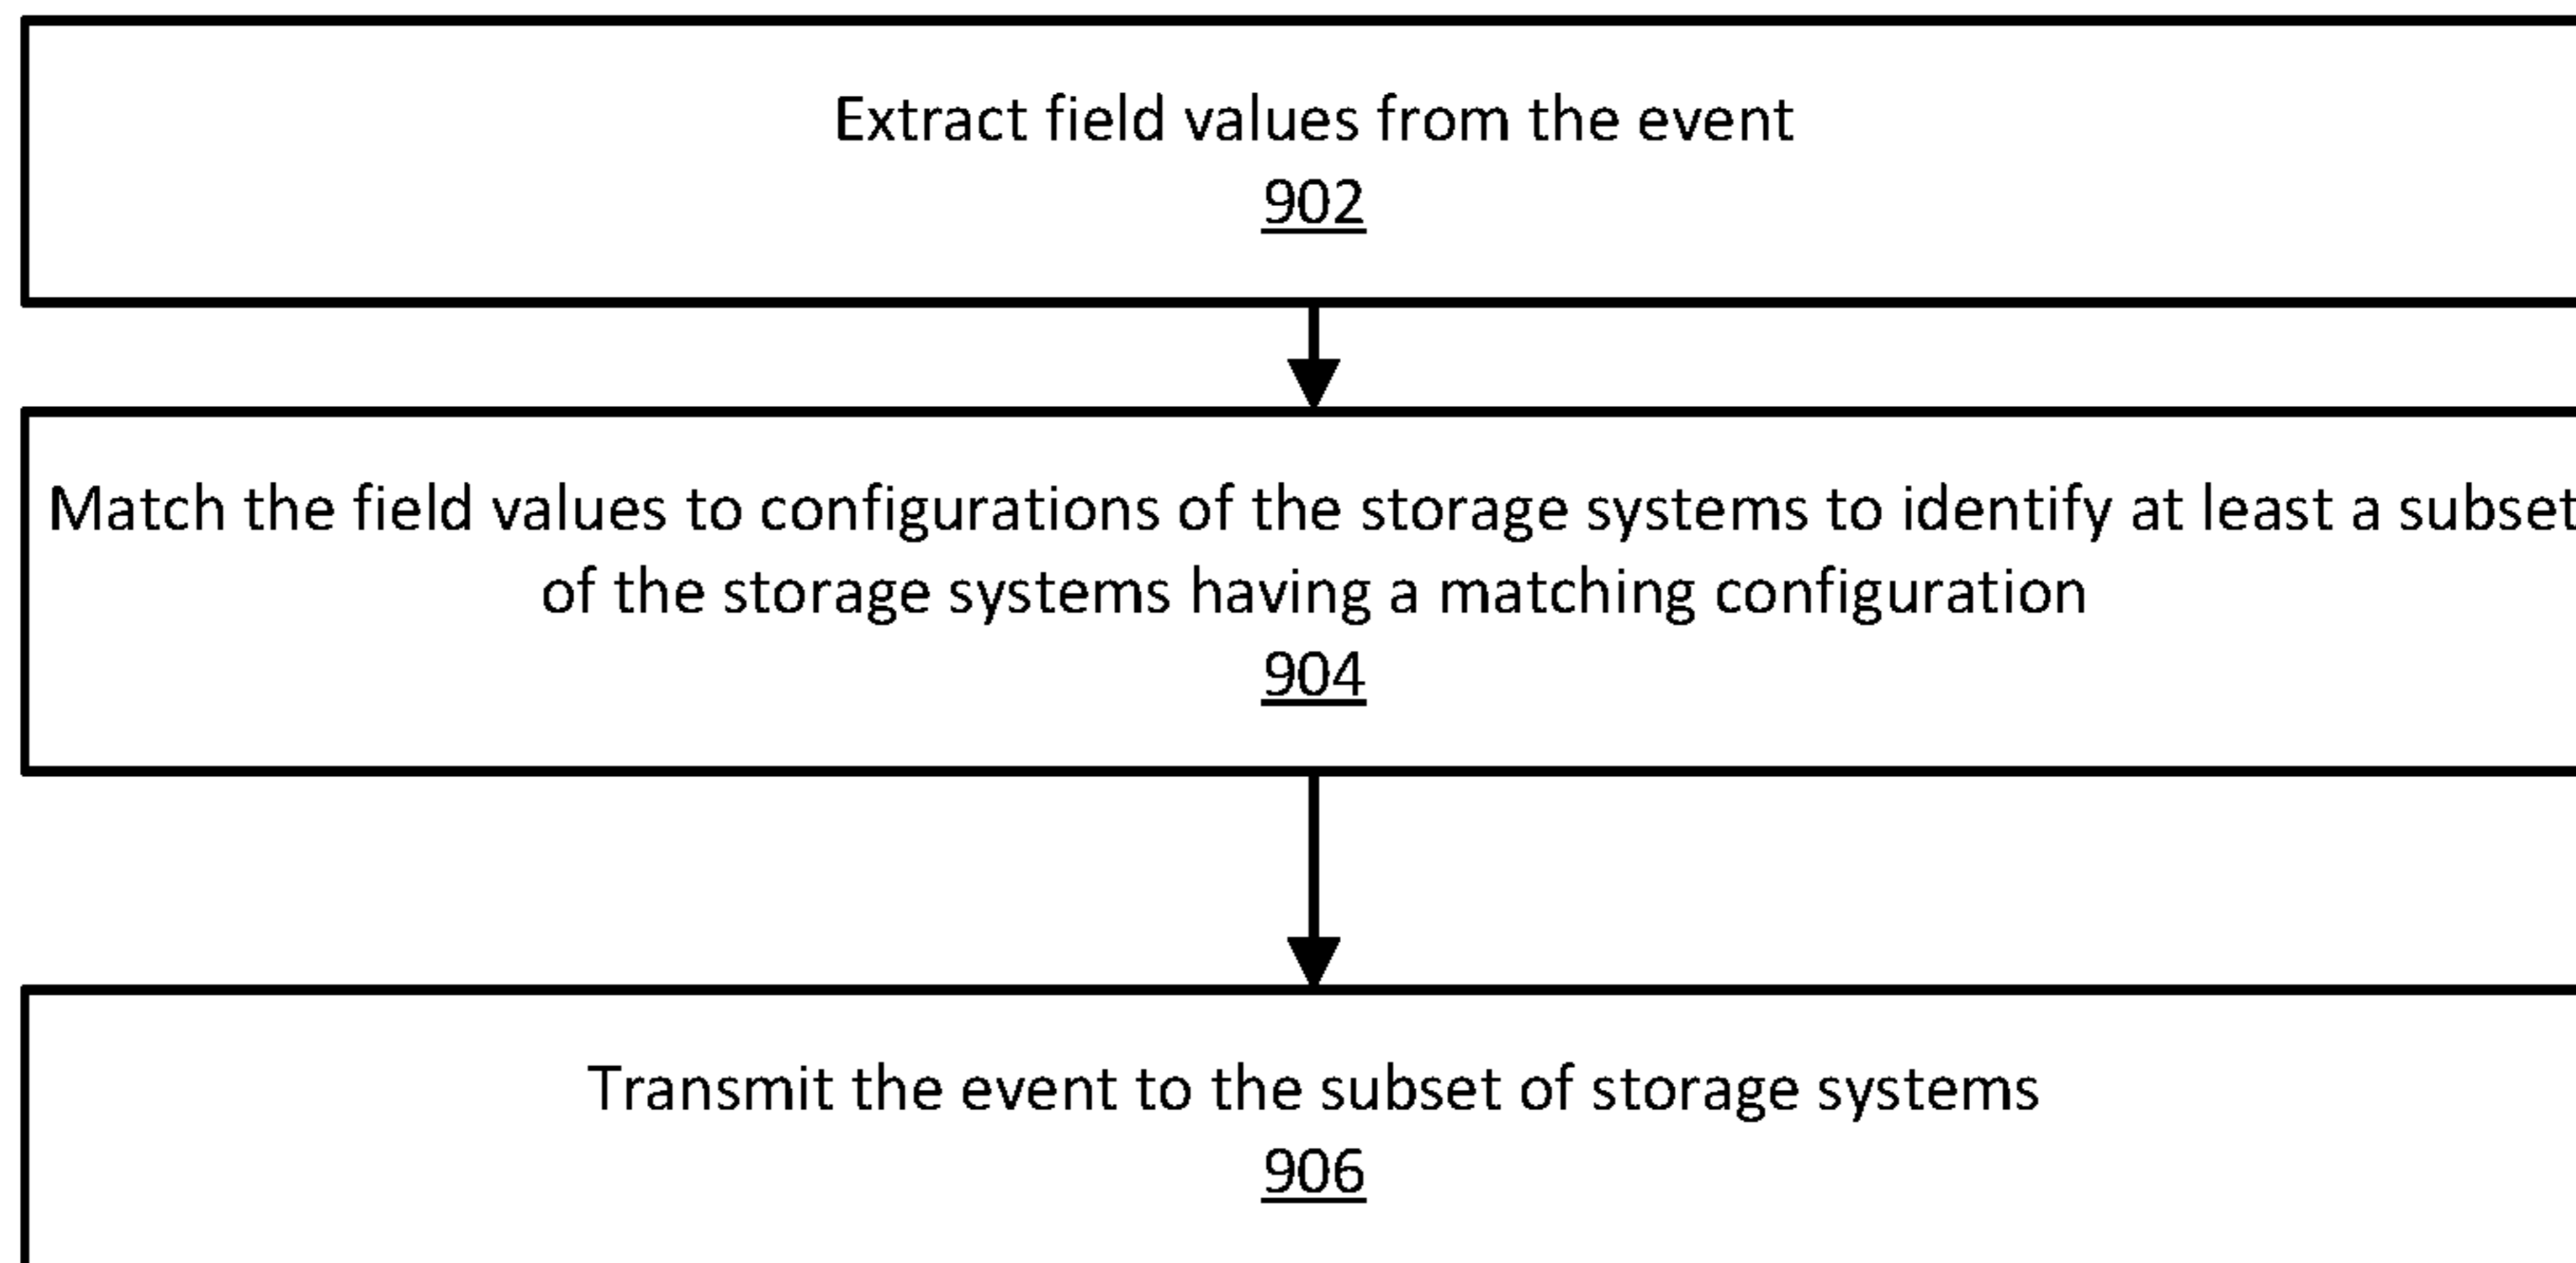 Extract field values from the event
902
Match the field values to configurations of the storage systems to identify at least a subset
of the storage systems having a matching configuration
904
Transmit the event to the subset of storage systems
906